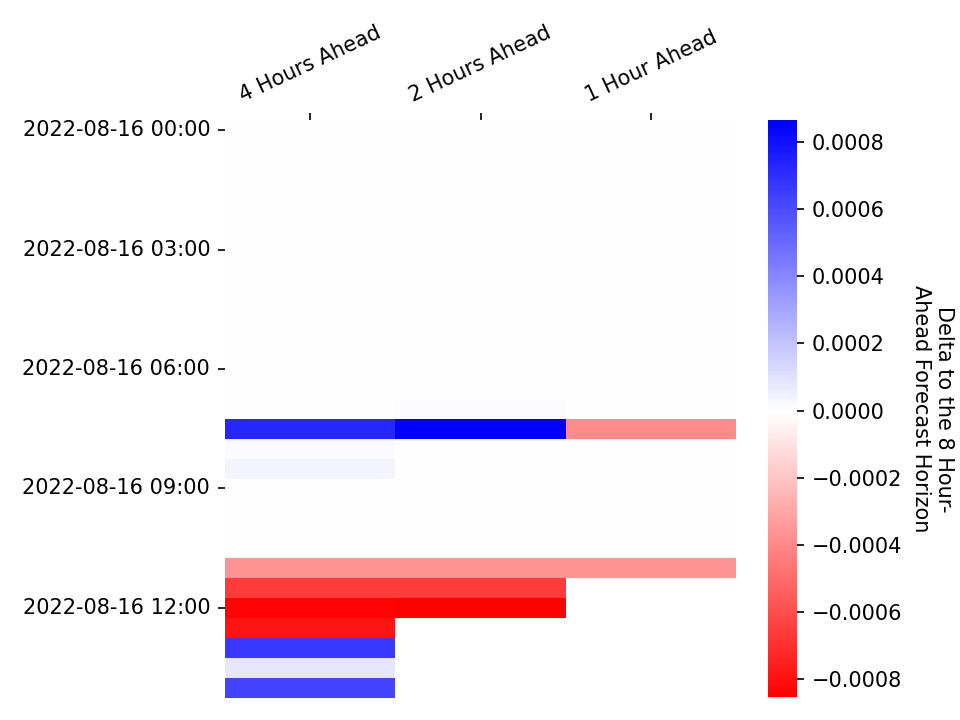 4 Hours Ahead
2 Hours Ahead
1 Hour Ahead
2022-08-16 00:00
2022-08-16 03:00
2022-08-16 06:00
2022-08-16 09:00
2022-08-16 12:00
0.0008
0.0006
0.0004
0.0002
0.0000
−0.0002
−0.0004
−0.0006
−0.0008
Delta to the 8 Hour-
Ahead Forecast Horizon